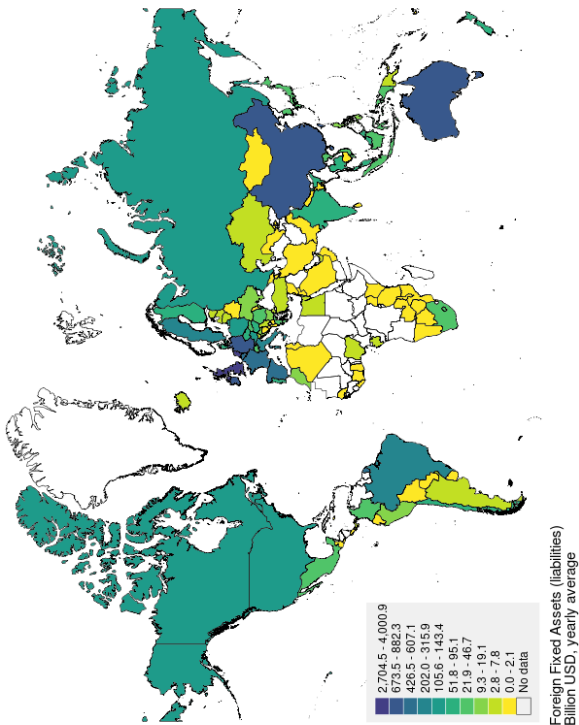 2,704.5 - 4,000.9
673.5 - 882.3
426.5 - 607.1
202.0 - 315.9
105.6 - 143.4
51.8 - 95.1
21.9 - 46.7
9.3 - 19.1
2.8 - 7.8
0.0 - 2.1
No data
Foreign Fixed Assets (liabilities)
Billion USD, yearly average